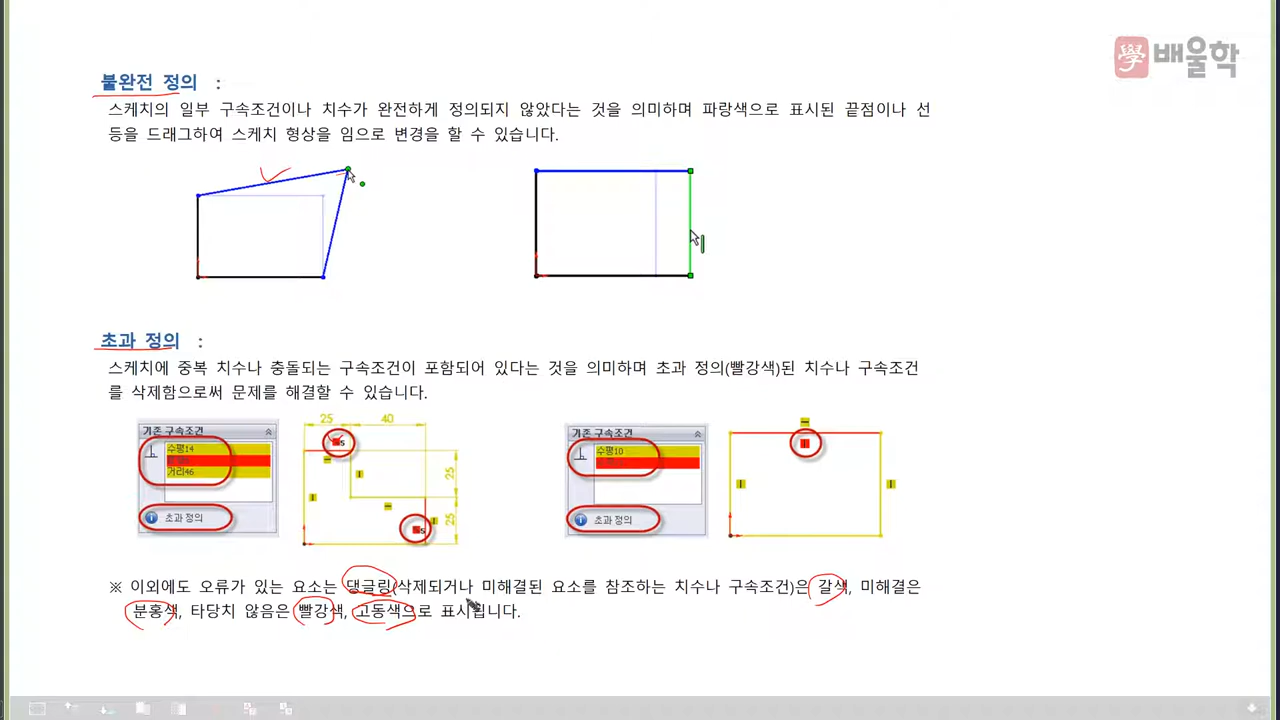 學 배울학
불완전 정의 :
스케치의 일부 구속조건이나 치수가 완전하게 정의되지 않았다는 것을 의미하며 파랑색으로 표시된 끝점이나 선
등을 드래그하여 스케치 형상을 임으로 변경을 할 수 있습니다.
초과 정의 :
스케치에 중복 치수나 충돌되는 구속조건이 포함되어 있다는 것을 의미하며 초과 정의(빨강색)된 치수나 구속조건
를 삭제함으로써 문제를 해결할 수 있습니다.
기존 구속조건
수평14
거리46
초과 정의
25 40
25
25
기존 구속조건
수평10
초과 정의
※ 이외에도 오류가 있는 요소는 댕글링(삭제되거나 미해결된 요소를 참조하는 치수나 구속조건)은 갈색, 미해결은
분홍색, 타당치 않음은 빨강색, 고동색으로 표시됩니다.